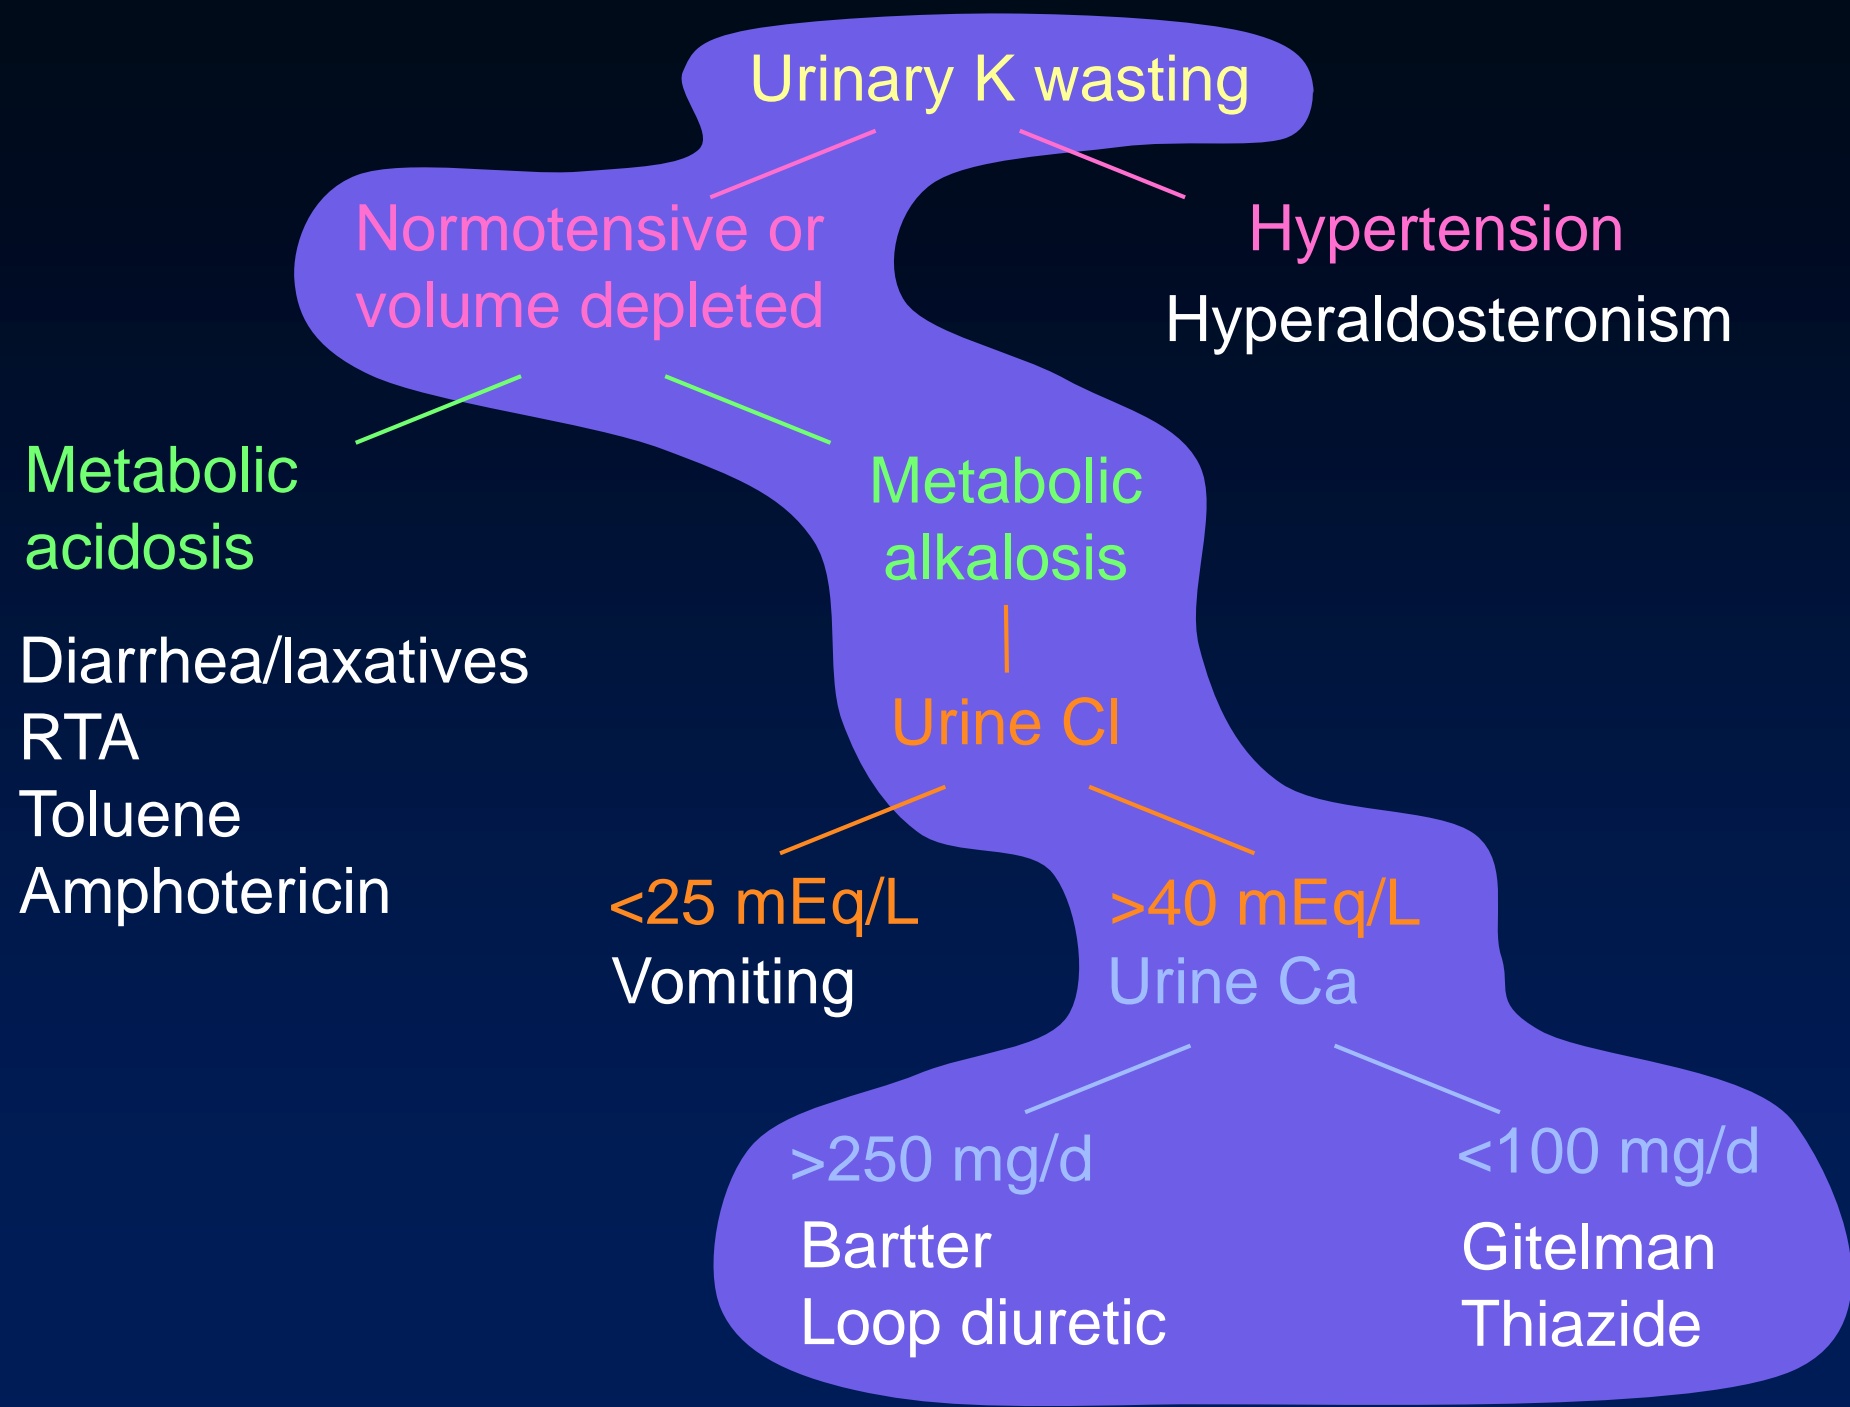 Urinary K wasting
Normotensive or
volume depleted
Hypertension
Hyperaldosteronism
Metabolic
acidosis
Diarrhea/laxatives
RTA
Toluene
Amphotericin
Metabolic
alkalosis
Urine Cl
<25 mEq/L
Vomiting
>40 mEq/L
Urine Ca
>250 mg/d
Bartter
Loop diuretic
<100 mg/d
Gitelman
Thiazide